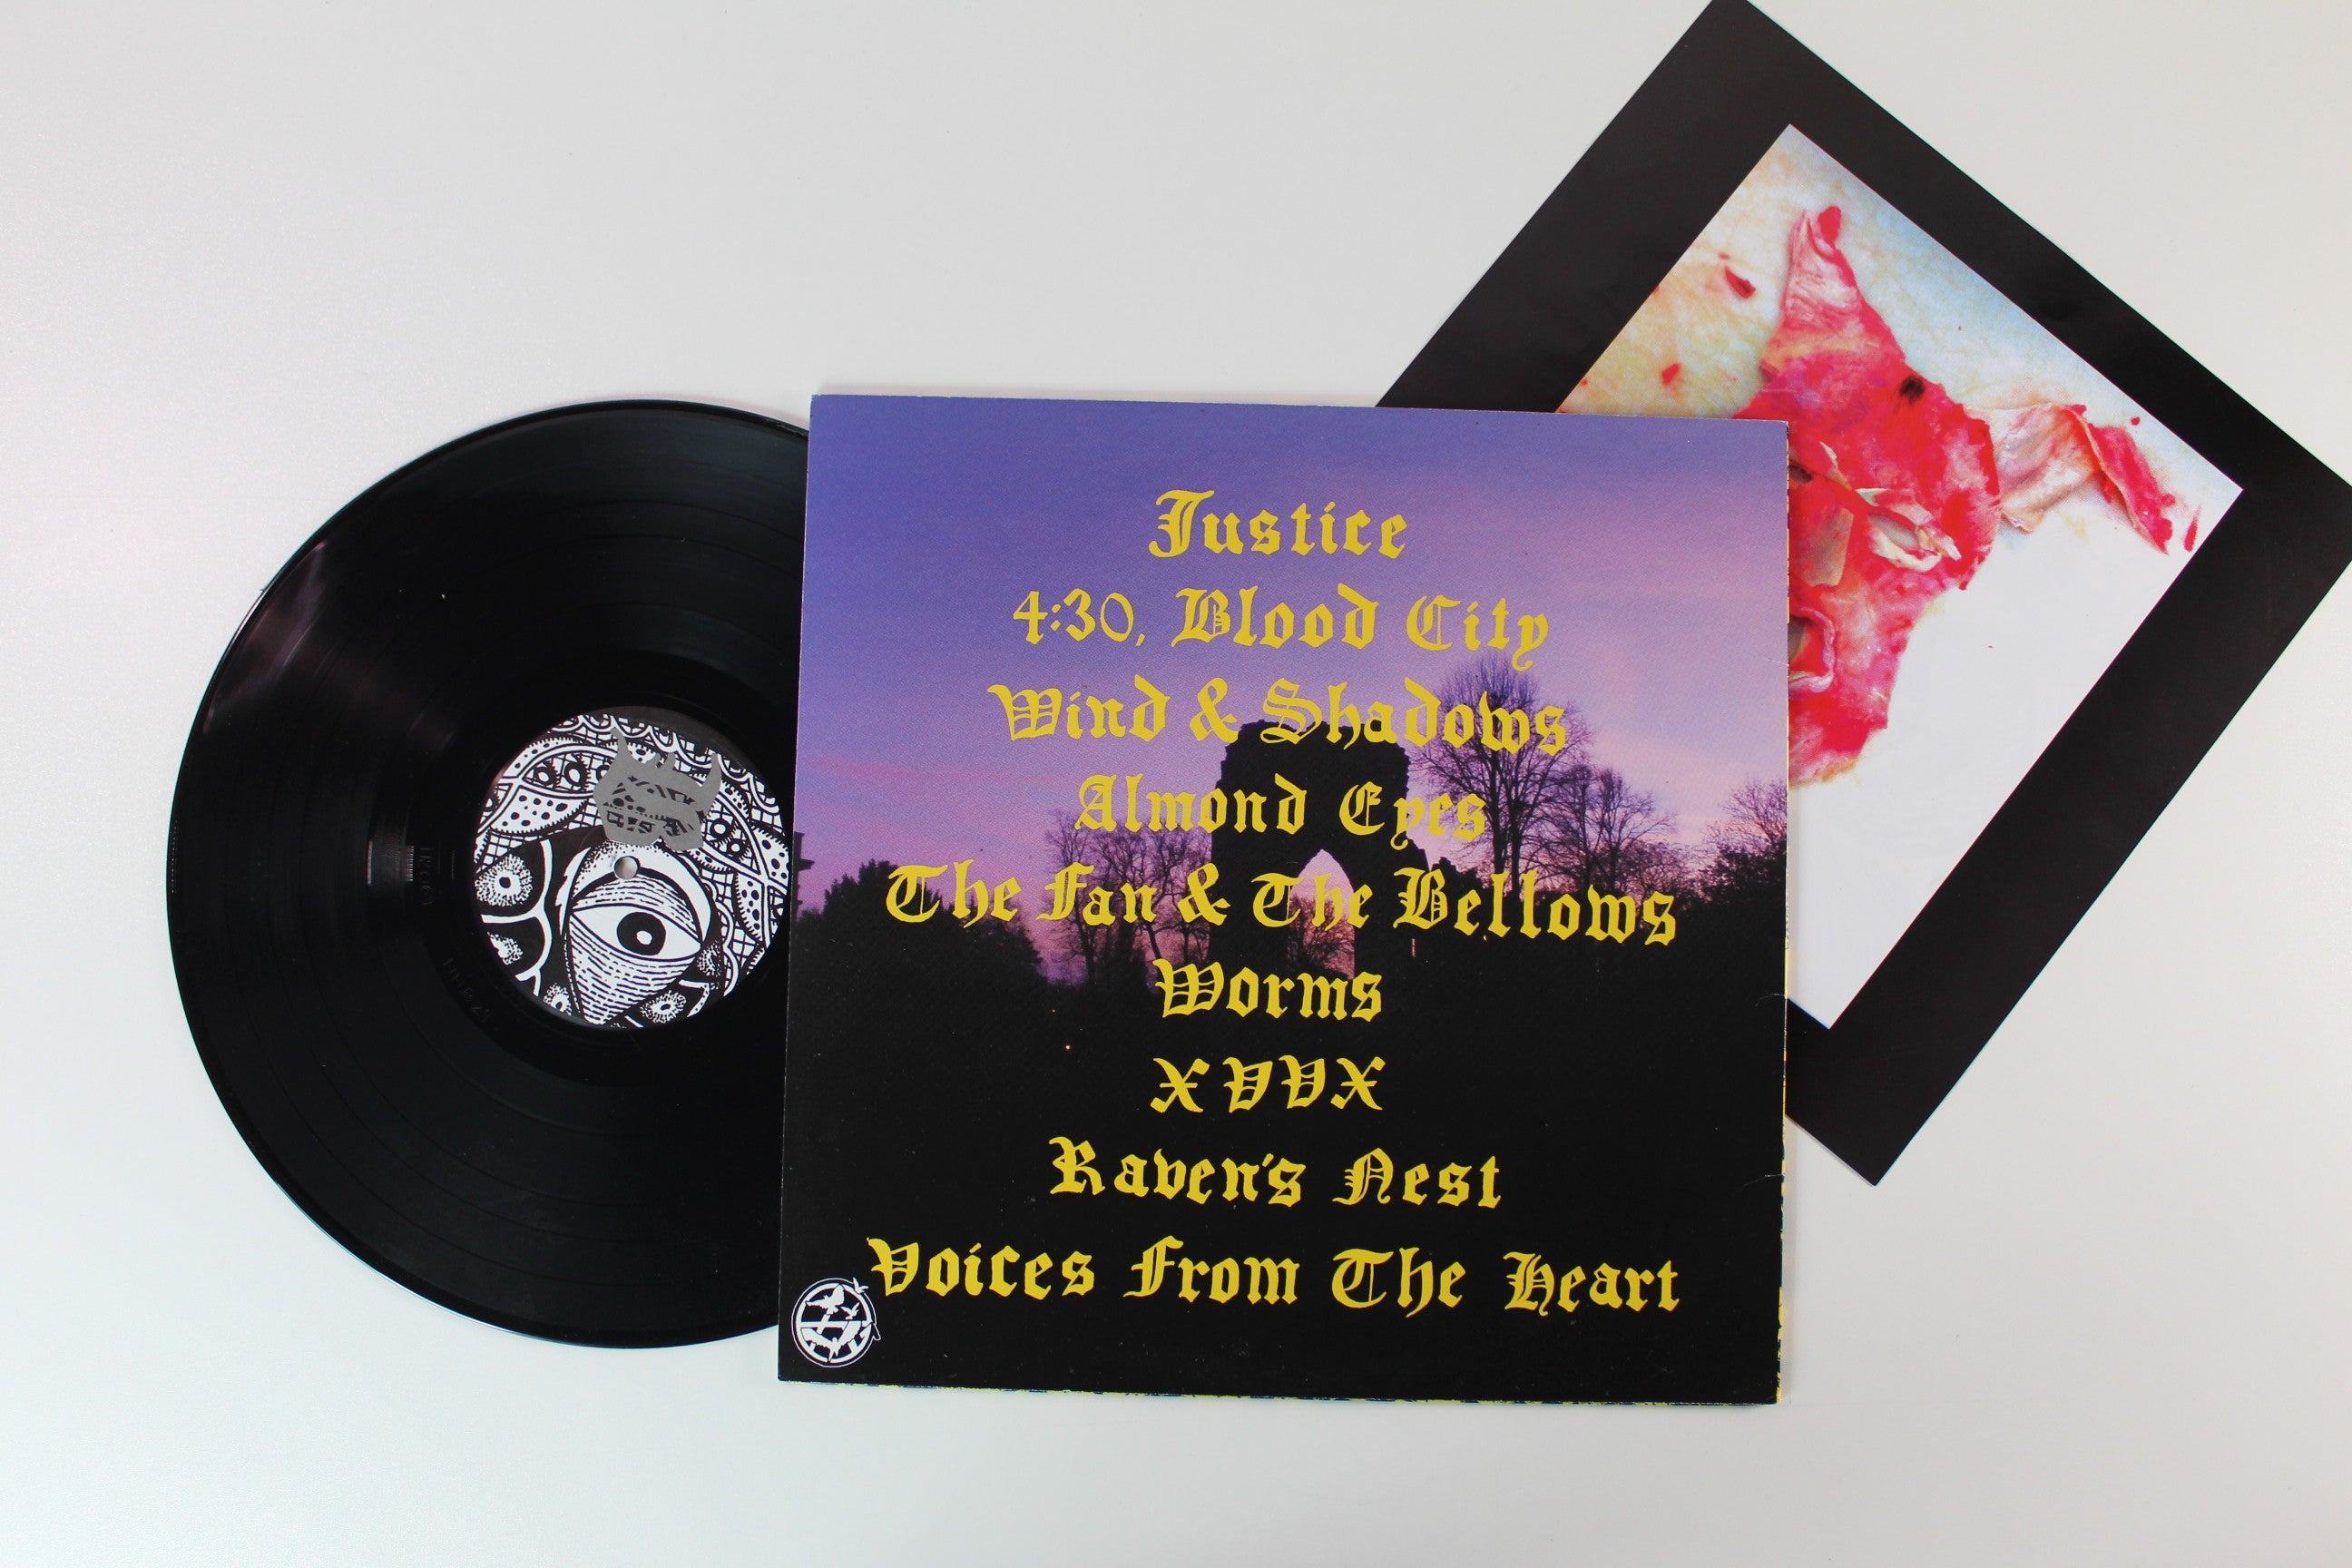 Justice
4:30, Blood City
Wind & Shadows
Almond Eyes
The Fan & The Bellows
Worms
XVVX
Raven's Nest
Voices From The Heart